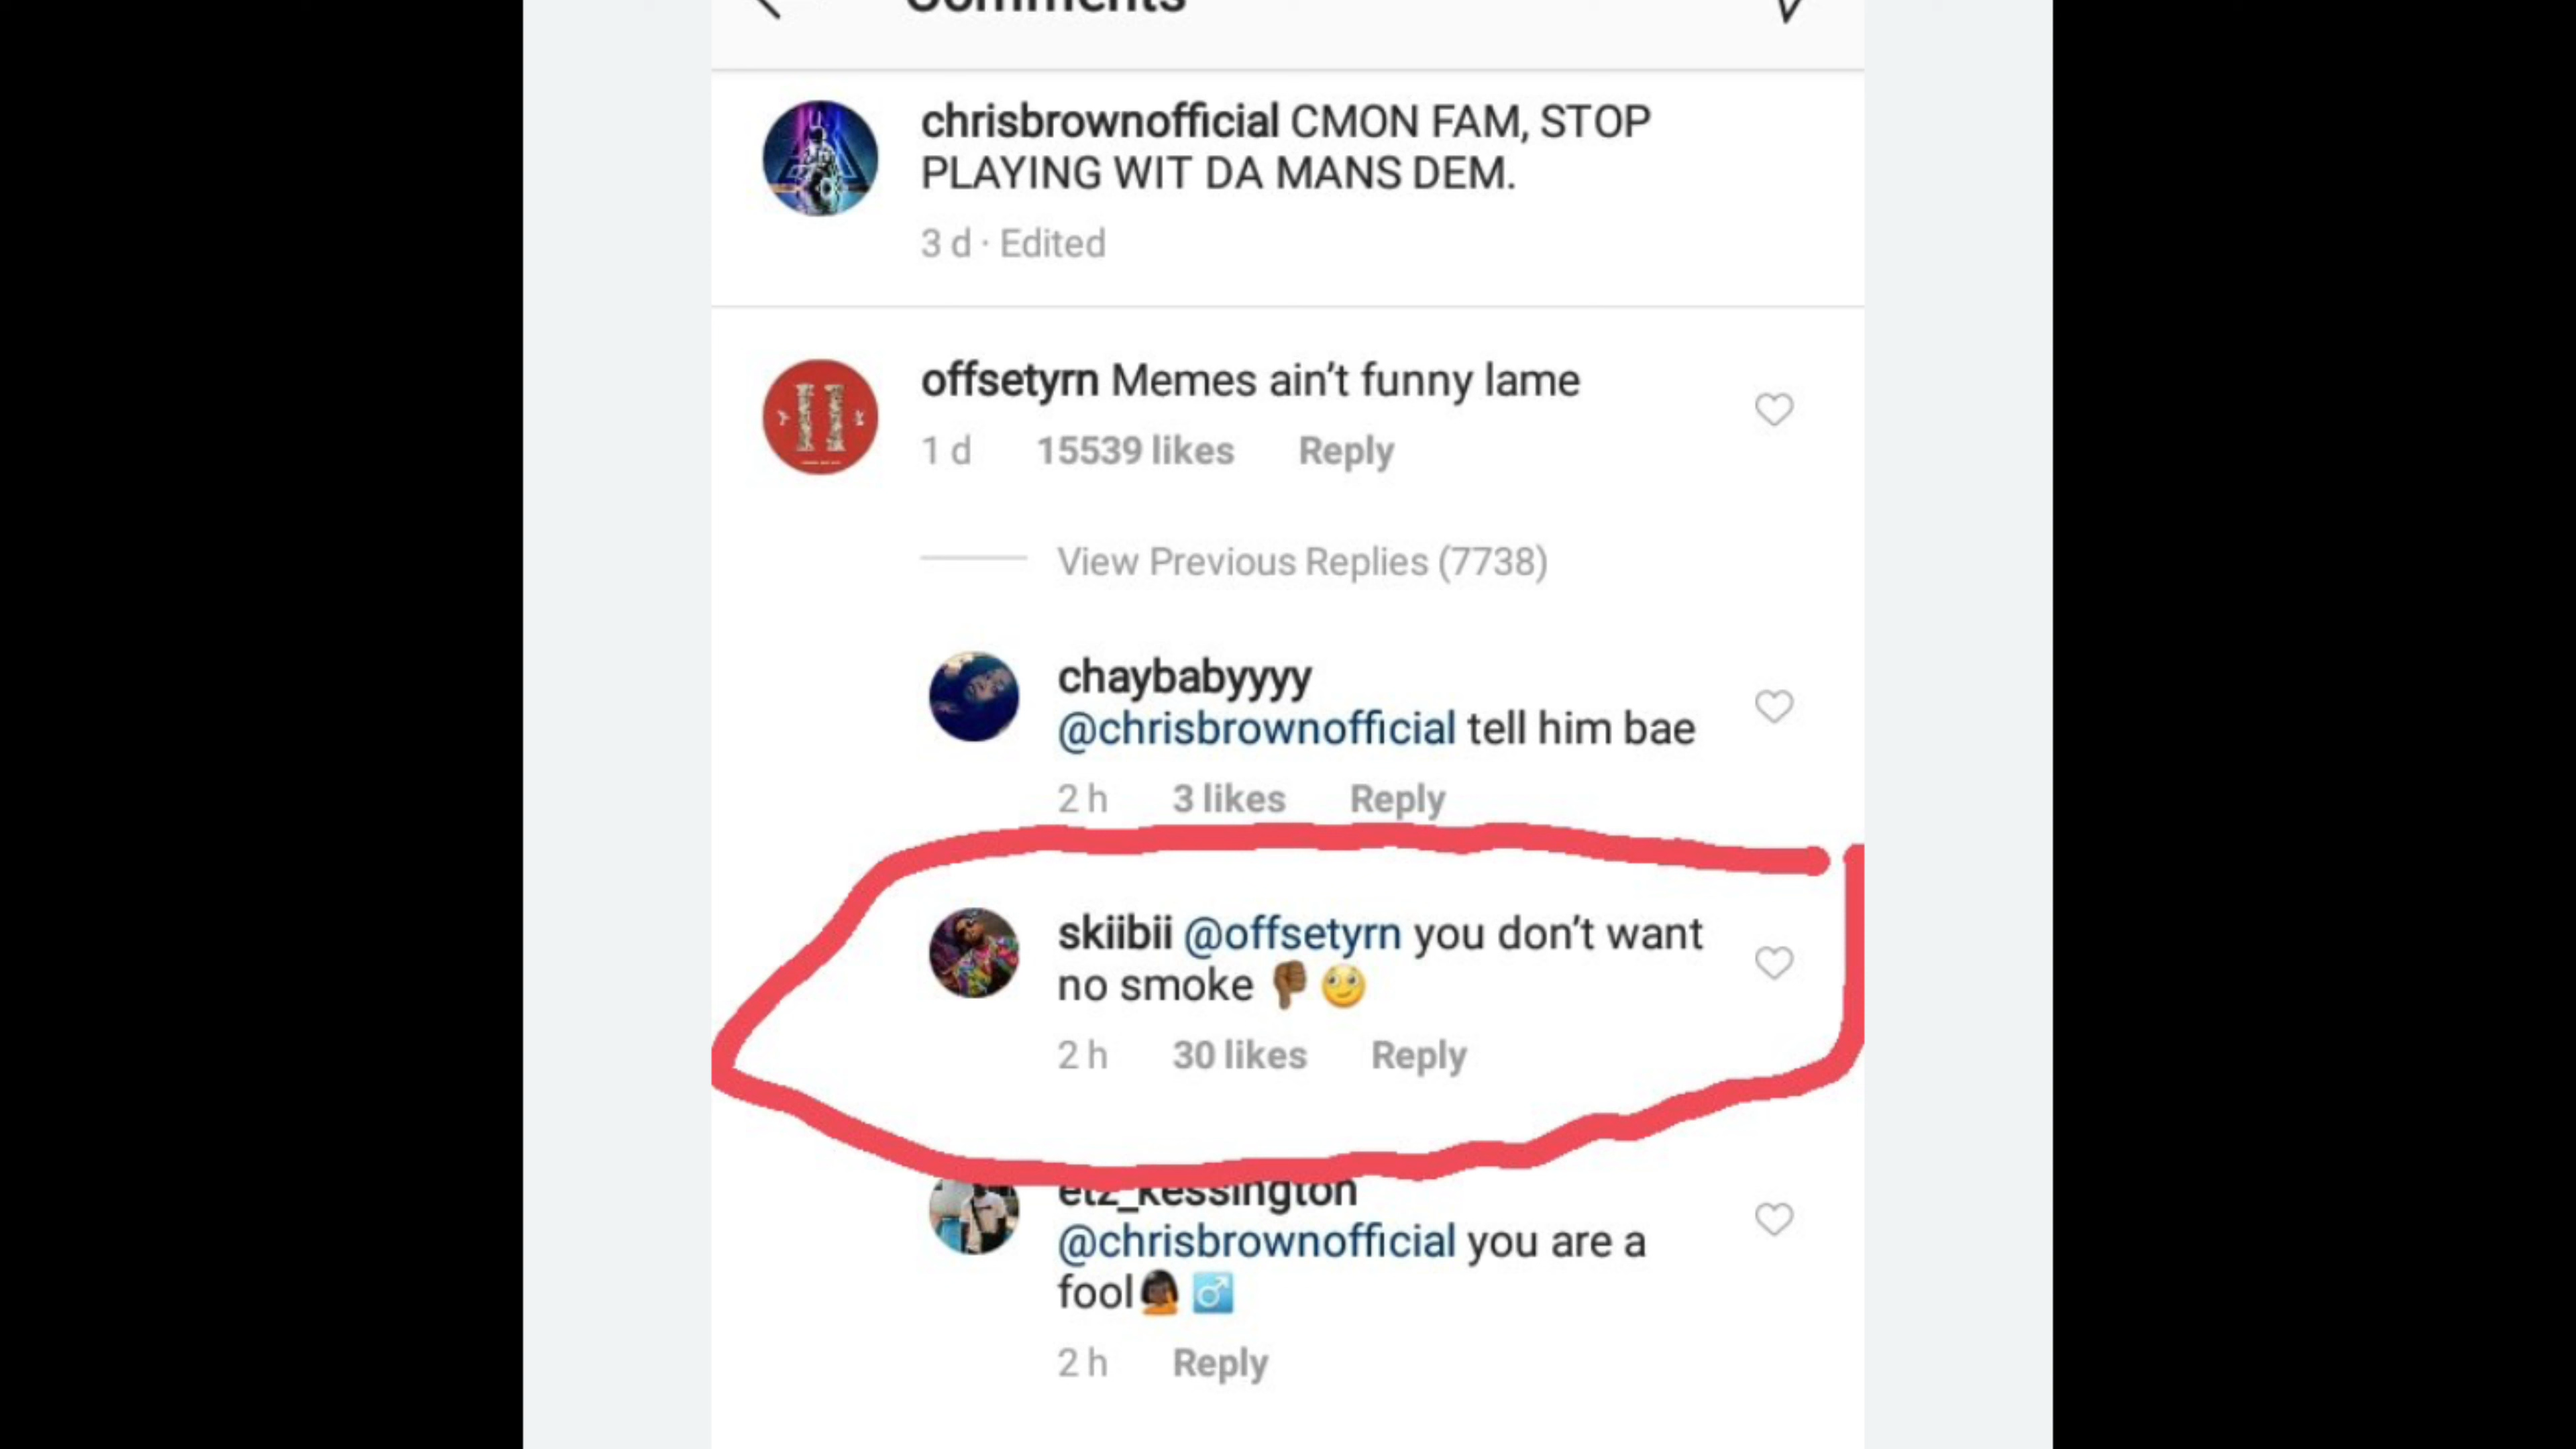 Comments
chrisbrownofficial CMON FAM, STOP
PLAYING WIT DA MANS DEM.
3 d · Edited
offsetyrn Memes ain't funny lame
1 d 15539 likes Reply
View Previous Replies (7738)
chaybabyyyy
@chrisbrownofficial tell him bae
2 h 3 likes Reply
skiibii @offsetyrn you don't want
no smoke 👎🏾 🥹
2 h 30 likes Reply
etz_kessington
@chrisbrownofficial you are a
fool🤦🏿 ♂️
2 h Reply